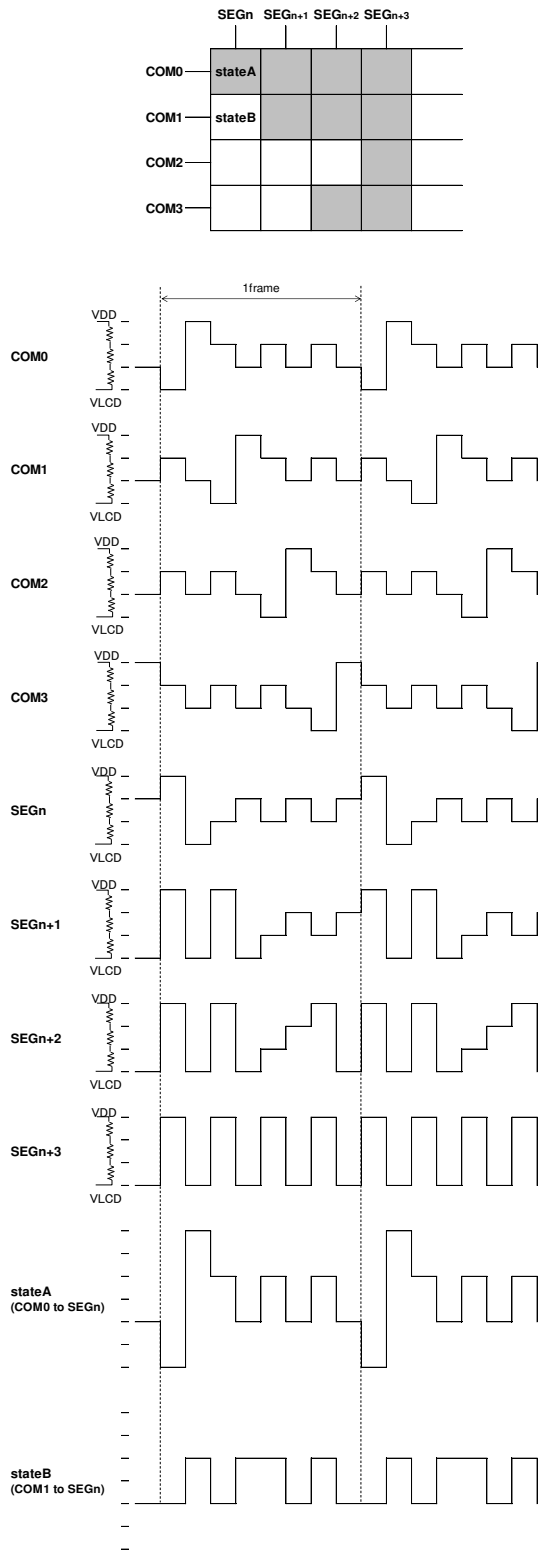 SEGn SEGn+1 SEGn+2 SEGn+3
COM0 stateA
COM1 stateB
COM2
COM3
1frame
VDD
COM0
VLCD
VDD
COM1
VLCD
VDD
COM2
VLCD
VDD
COM3
VLCD
VDD
SEGn
VLCD
VDD
SEGn+1
VLCD
VDD
SEGn+2
VLCD
VDD
SEGn+3
VLCD
stateA
(COM0 to SEGn)
stateB
(COM1 to SEGn)